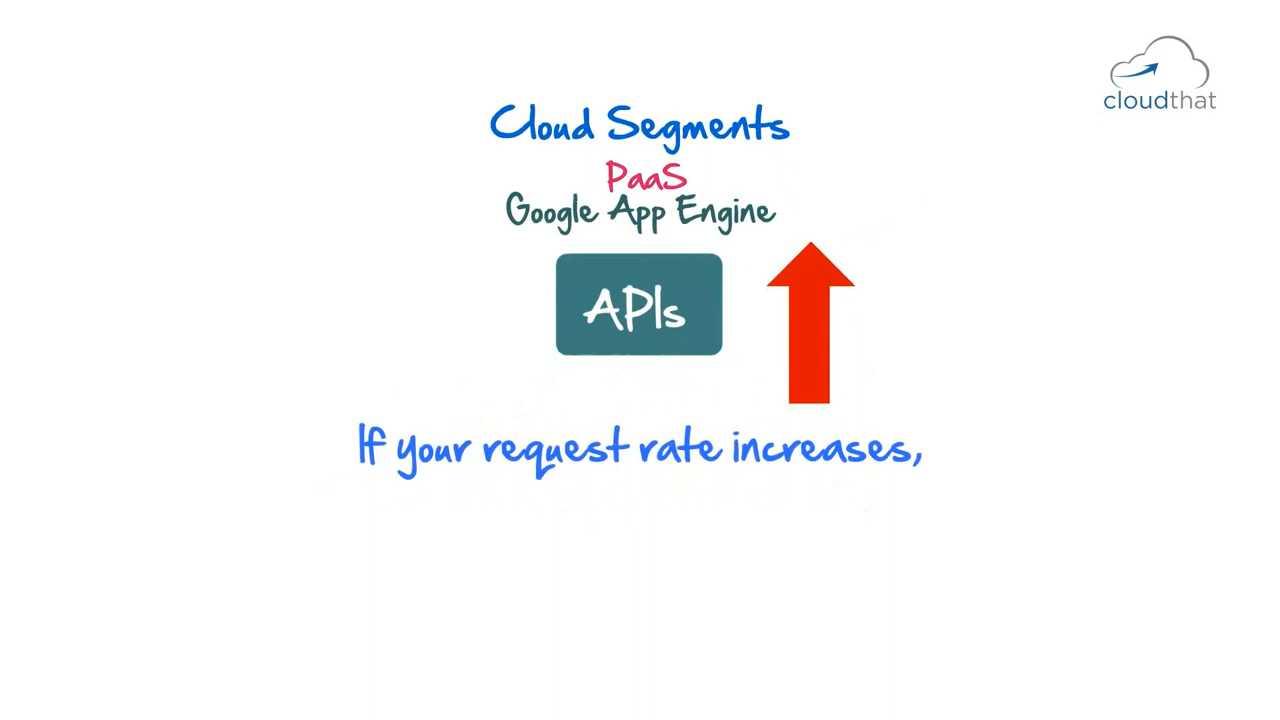 cloudthat
Cloud Segments
PaaS
Google App Engine
APIs
If your request rate increases,